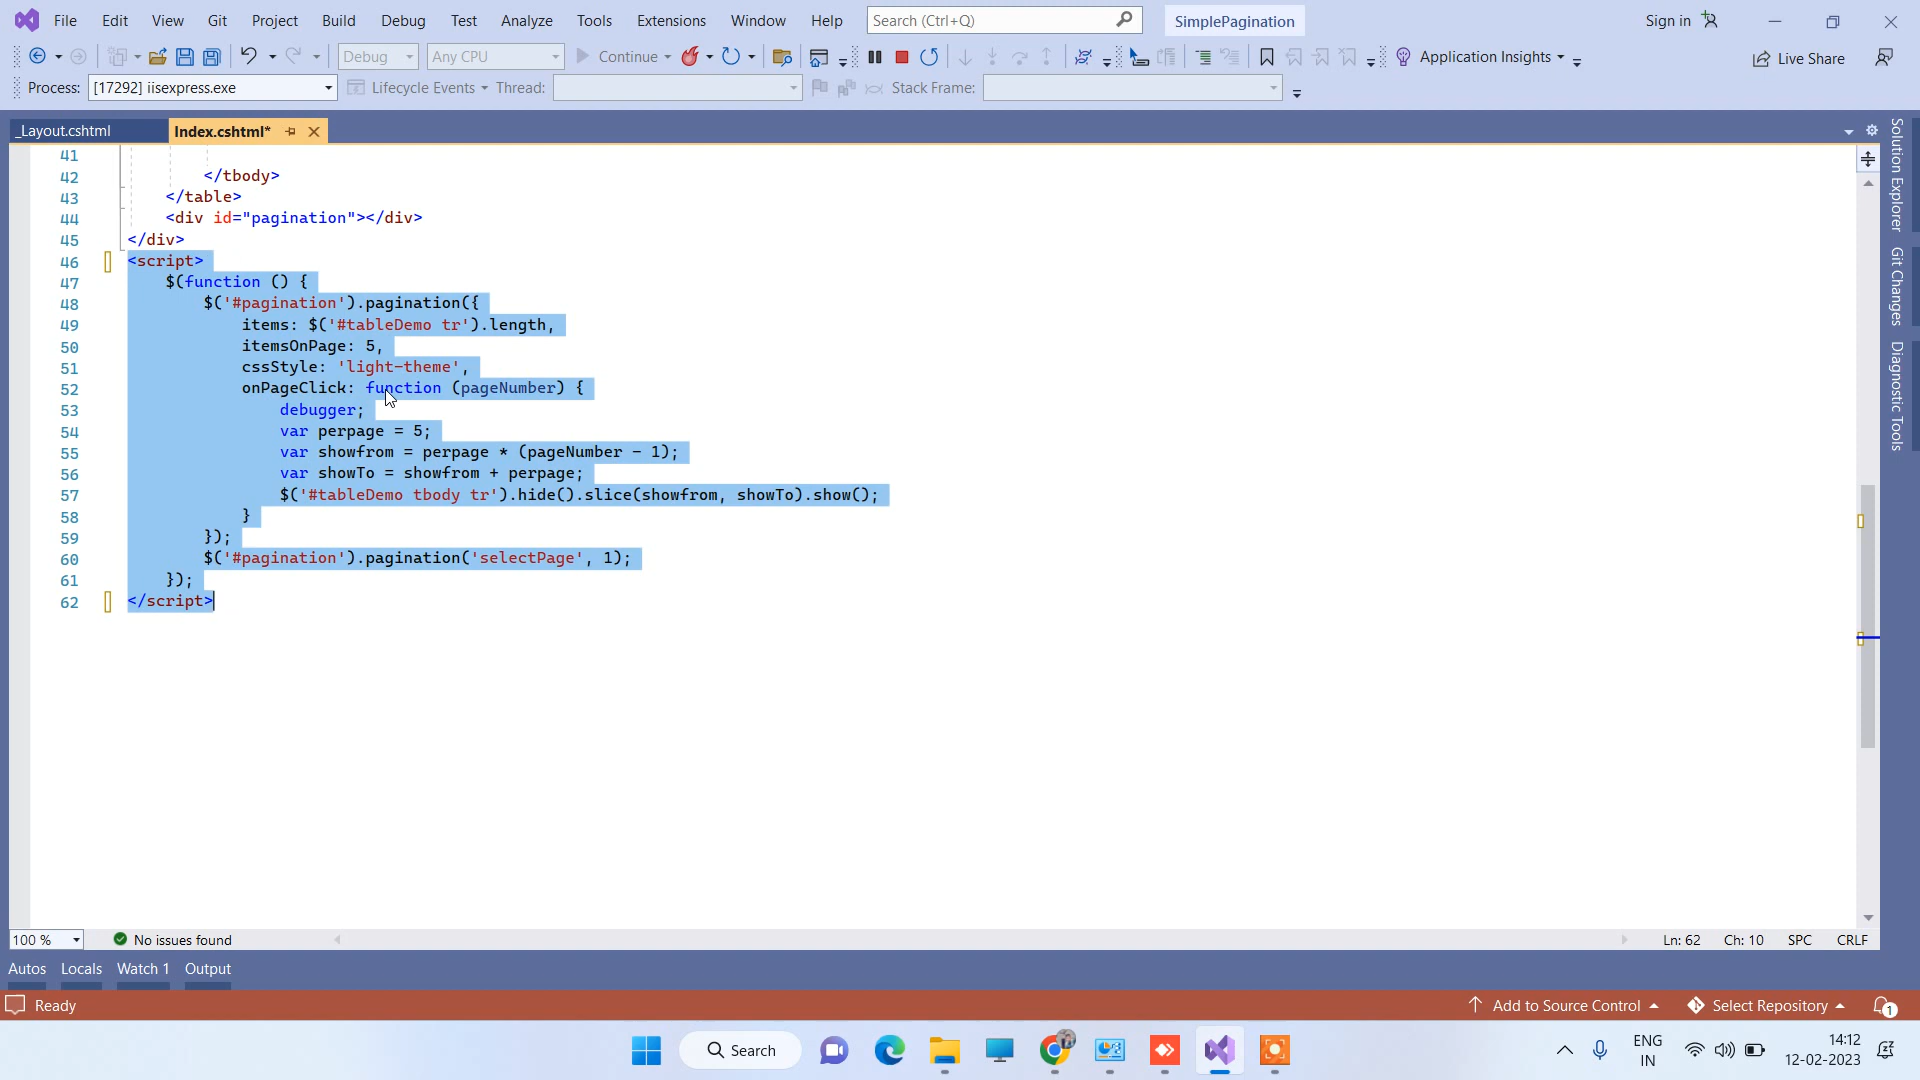 File Edit View Git Project Build Debug Test Analyze Tools Extensions Window Help Search (Ctrl+Q) SimplePagination Sign in
Debug Any CPU Continue Application Insights Live Share
Process: [17292] iisexpress.exe Lifecycle Events Thread: Stack Frame:
_Layout.cshtml Index.cshtml*
41
42 </tbody>
43 </table>
44 <div id="pagination"></div>
45 </div>
46 <script>
47 $(function () {
48 $('#pagination').pagination({
49 items: $('#tableDemo tr').length,
50 itemsOnPage: 5,
51 cssStyle: 'light-theme',
52 onPageClick: function (pageNumber) {
53 debugger;
54 var perpage = 5;
55 var showfrom = perpage * (pageNumber - 1);
56 var showTo = showfrom + perpage;
57 $('#tableDemo tbody tr').hide().slice(showfrom, showTo).show();
58 }
59 });
60 $('#pagination').pagination('selectPage', 1);
61 });
62 </script>
Solution Explorer
Git Changes
Diagnostic Tools
100 % No issues found Ln: 62 Ch: 10 SPC CRLF
Autos Locals Watch 1 Output
Ready Add to Source Control Select Repository 1
Search ENG IN 14:12
12-02-2023